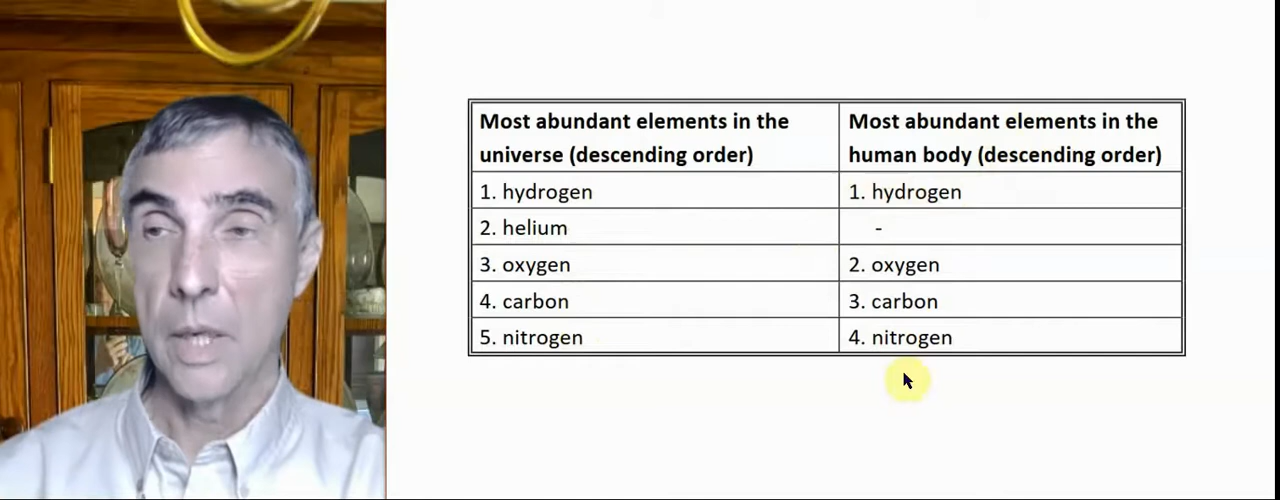 Most abundant elements in the
universe (descending order)
Most abundant elements in the
human body (descending order)
1. hydrogen
1. hydrogen
2. helium
-
3. oxygen
2. oxygen
4. carbon
3. carbon
5. nitrogen
4. nitrogen